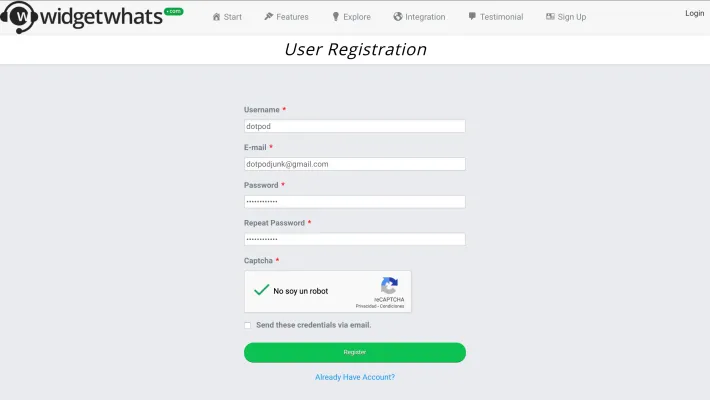 W widgetwhats .com Start Features Explore Integration Testimonial Sign Up Login
User Registration
Username *
dotpod
E-mail *
dotpodjunk@gmail.com
Password *
••••••••••••
Repeat Password *
••••••••••••
Captcha *
No soy un robot
reCAPTCHA
Privacidad - Condiciones
Send these credentials via email.
Register
Already Have Account?